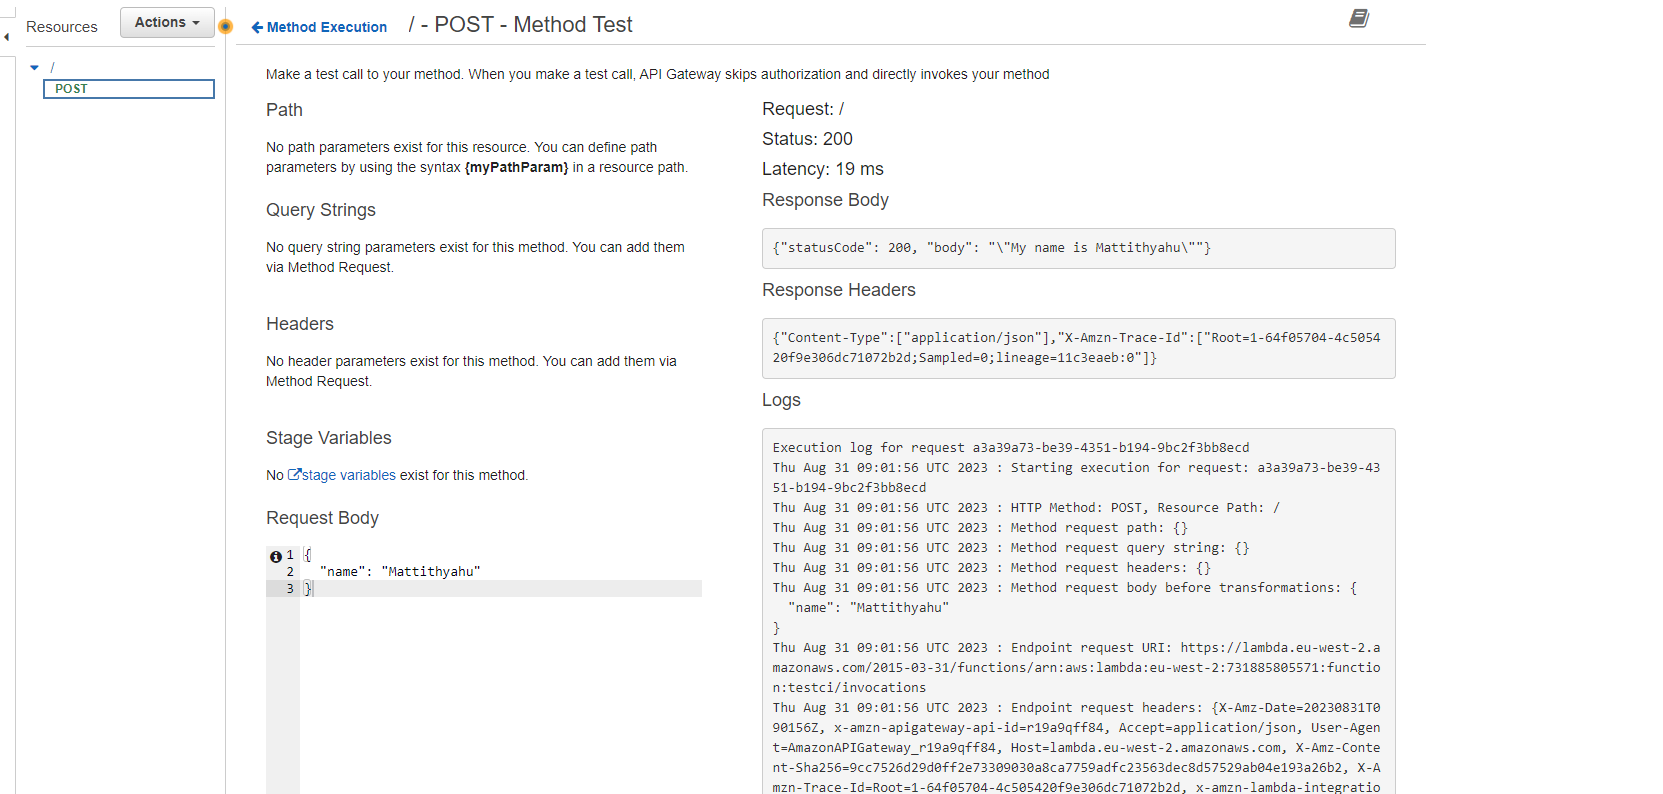 Resources
Actions
Method Execution
/ - POST - Method Test
/
POST
Make a test call to your method. When you make a test call, API Gateway skips authorization and directly invokes your method
Path
No path parameters exist for this resource. You can define path
parameters by using the syntax {myPathParam} in a resource path.
Query Strings
No query string parameters exist for this method. You can add them
via Method Request.
Headers
No header parameters exist for this method. You can add them via
Method Request.
Stage Variables
No stage variables exist for this method.
Request Body
1 {
2 "name": "Mattithyahu"
3 }
Request: /
Status: 200
Latency: 19 ms
Response Body
{"statusCode": 200, "body": "\"My name is Mattithyahu\""}
Response Headers
{"Content-Type":["application/json"],"X-Amzn-Trace-Id":["Root=1-64f05704-4c5054
20f9e306dc71072b2d;Sampled=0;lineage=11c3eaeb:0"]}
Logs
Execution log for request a3a39a73-be39-4351-b194-9bc2f3bb8ecd
Thu Aug 31 09:01:56 UTC 2023 : Starting execution for request: a3a39a73-be39-43
51-b194-9bc2f3bb8ecd
Thu Aug 31 09:01:56 UTC 2023 : HTTP Method: POST, Resource Path: /
Thu Aug 31 09:01:56 UTC 2023 : Method request path: {}
Thu Aug 31 09:01:56 UTC 2023 : Method request query string: {}
Thu Aug 31 09:01:56 UTC 2023 : Method request headers: {}
Thu Aug 31 09:01:56 UTC 2023 : Method request body before transformations: {
"name": "Mattithyahu"
}
Thu Aug 31 09:01:56 UTC 2023 : Endpoint request URI: https://lambda.eu-west-2.a
mazonaws.com/2015-03-31/functions/arn:aws:lambda:eu-west-2:731885805571:functio
n:testci/invocations
Thu Aug 31 09:01:56 UTC 2023 : Endpoint request headers: {X-Amz-Date=20230831T0
90156Z, x-amzn-apigateway-api-id=r19a9qff84, Accept=application/json, User-Agen
t=AmazonAPIGateway_r19a9qff84, Host=lambda.eu-west-2.amazonaws.com, X-Amz-Conte
nt-Sha256=9cc7526d29d0ff2e73309030a8ca7759adfc23563dec8d57529ab04e193a26b2, X-A
mzn-Trace-Id=Root=1-64f05704-4c505420f9e306dc71072b2d, x-amzn-lambda-integratio